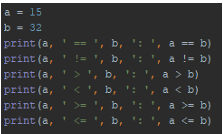 a = 15
b = 32
print(a, ' == ', b, ': ', a == b)
print(a, ' != ', b, ': ', a != b)
print(a, ' > ', b, ': ', a > b)
print(a, ' < ', b, ': ', a < b)
print(a, ' >= ', b, ': ', a >= b)
print(a, ' <= ', b, ': ', a <= b)